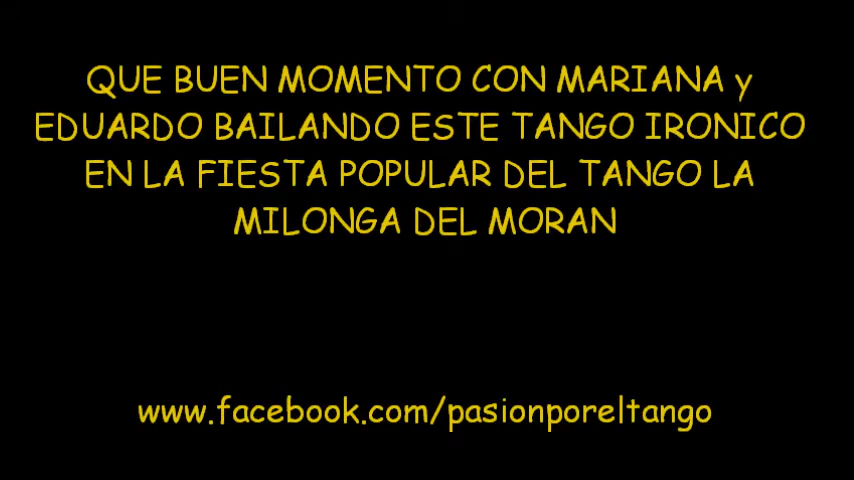 QUE BUEN MOMENTO CON MARIANA y
EDUARDO BAILANDO ESTE TANGO IRONICO
EN LA FIESTA POPULAR DEL TANGO LA
MILONGA DEL MORAN
www.facebook.com/pasionporeltango